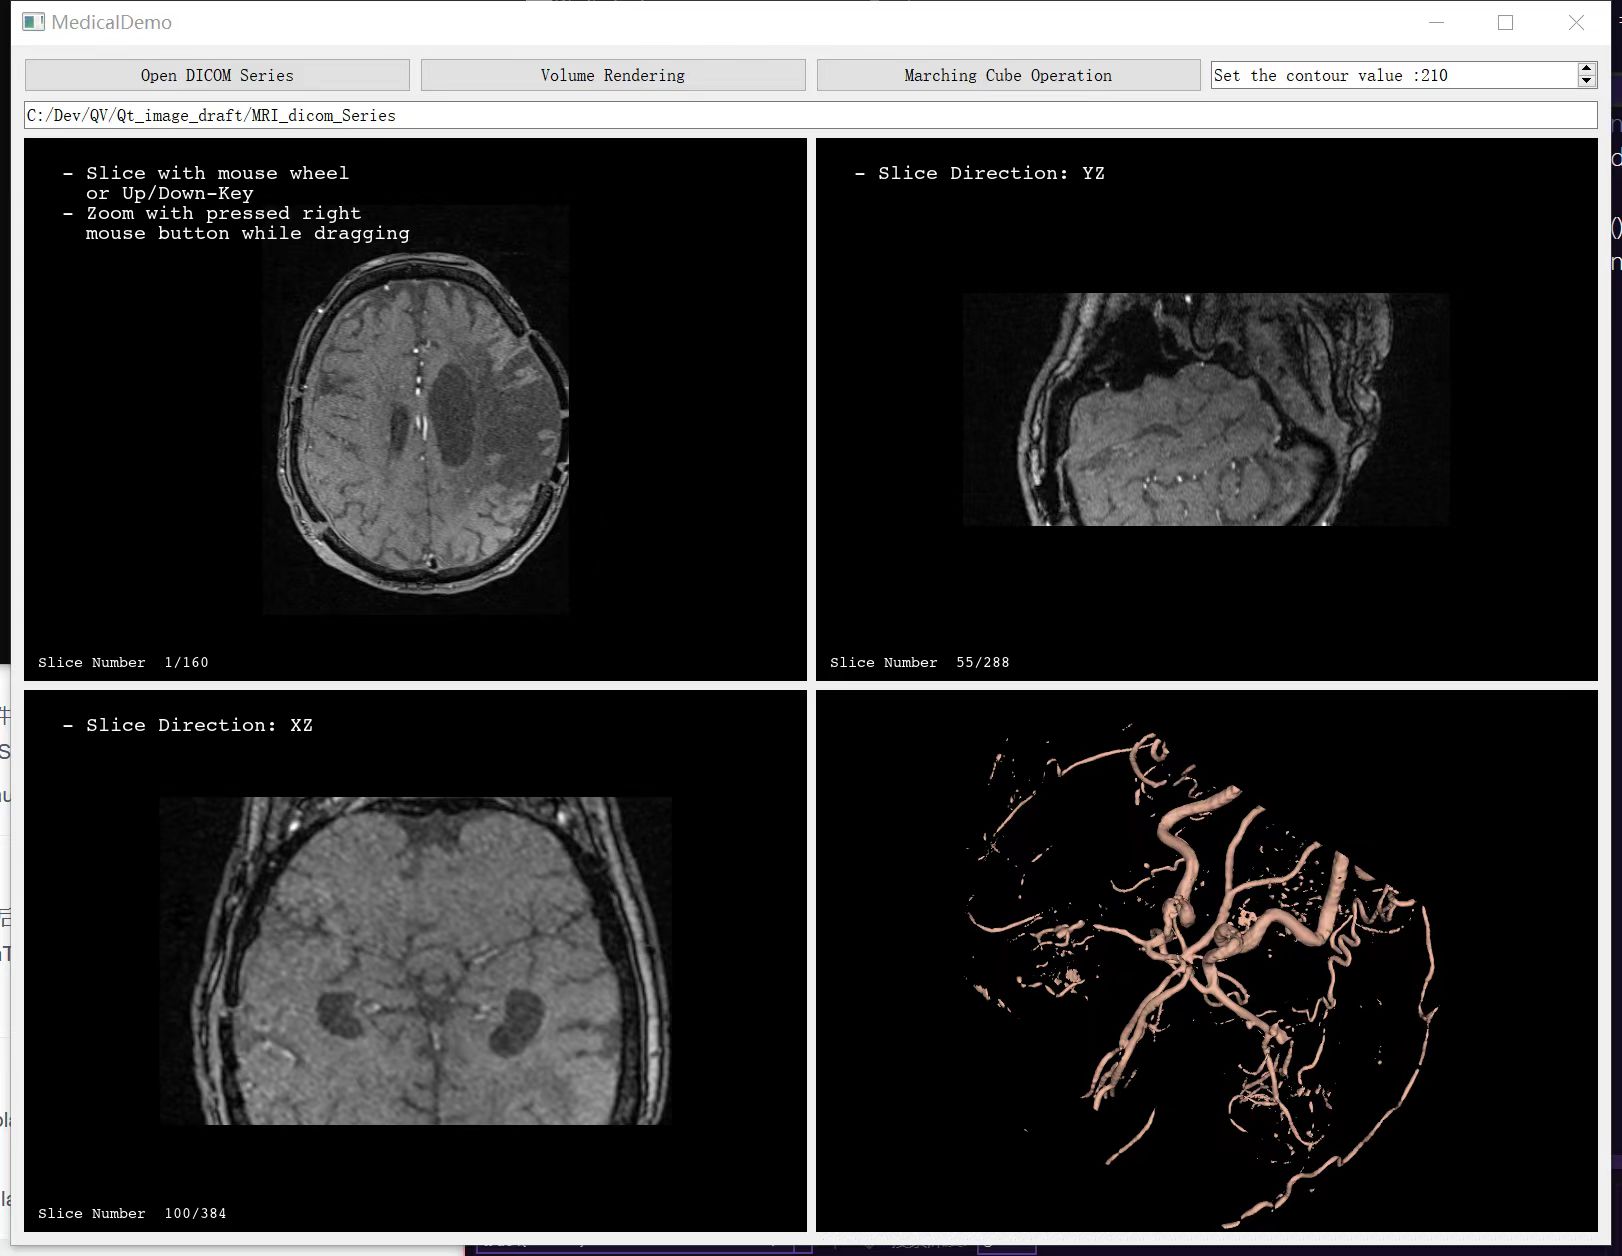 MedicalDemo
Open DICOM Series
Volume Rendering
Marching Cube Operation
Set the contour value :210
C:/Dev/QV/Qt_image_draft/MRI_dicom_Series
- Slice with mouse wheel
or Up/Down-Key
- Zoom with pressed right
mouse button while dragging
Slice Number 1/160
- Slice Direction: YZ
Slice Number 55/288
- Slice Direction: XZ
Slice Number 100/384